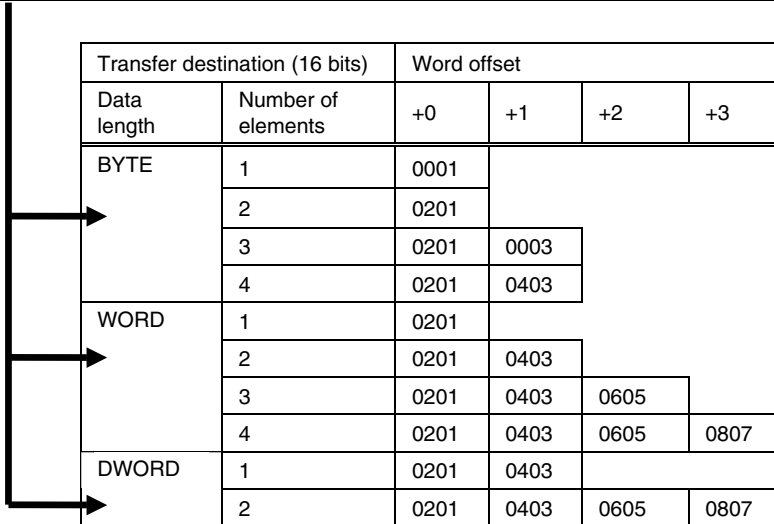 Transfer destination (16 bits) Word offset
Data length Number of elements +0 +1 +2 +3
BYTE 1 0001
2 0201
3 0201 0003
4 0201 0403
WORD 1 0201
2 0201 0403
3 0201 0403 0605
4 0201 0403 0605 0807
DWORD 1 0201 0403
2 0201 0403 0605 0807